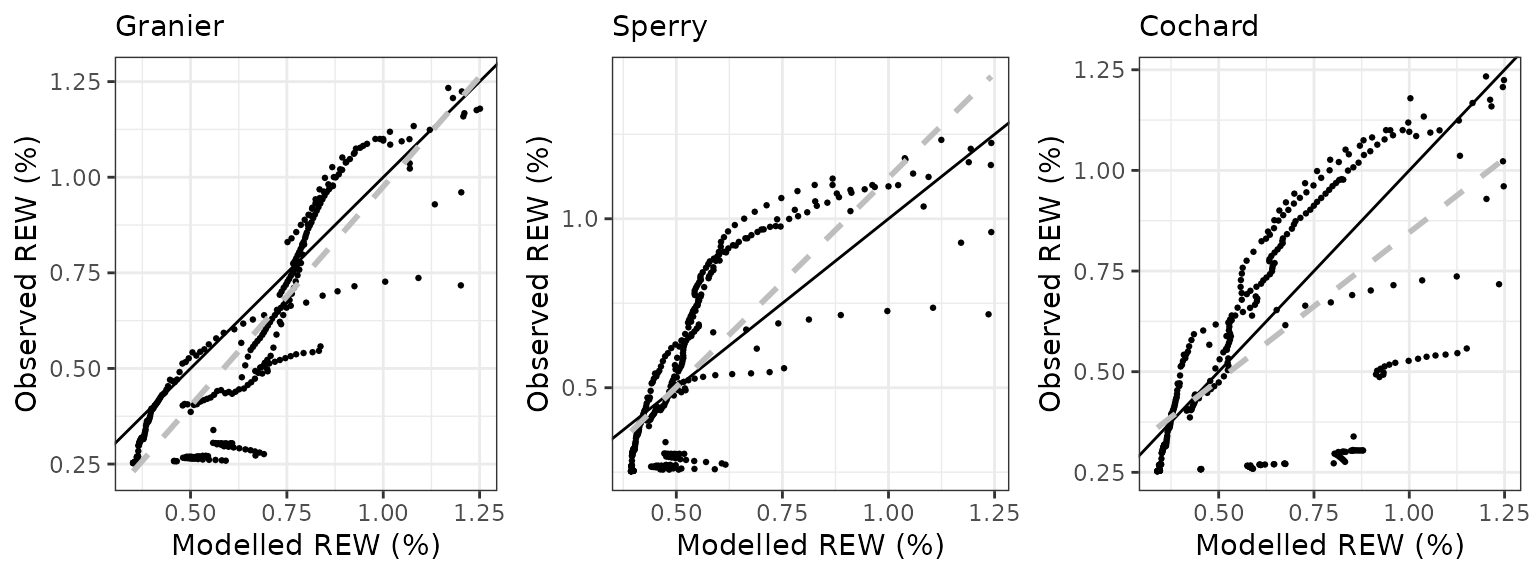 Granier
Observed REW (%)
1.25
1.00
0.75
0.50
0.25
0.50 0.75 1.00 1.25
Modelled REW (%)
Sperry
Observed REW (%)
1.0
0.5
0.50 0.75 1.00 1.25
Modelled REW (%)
Cochard
Observed REW (%)
1.25
1.00
0.75
0.50
0.25
0.50 0.75 1.00 1.25
Modelled REW (%)